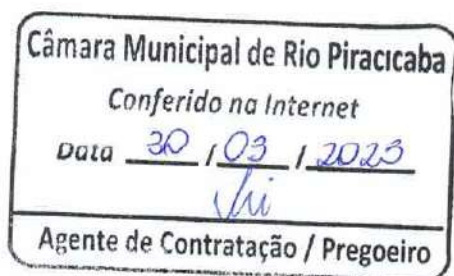 Câmara Municipal de Rio Piracicaba
Conferido na Internet
Data 30 / 03 / 2023
Agente de Contratação / Pregoeiro